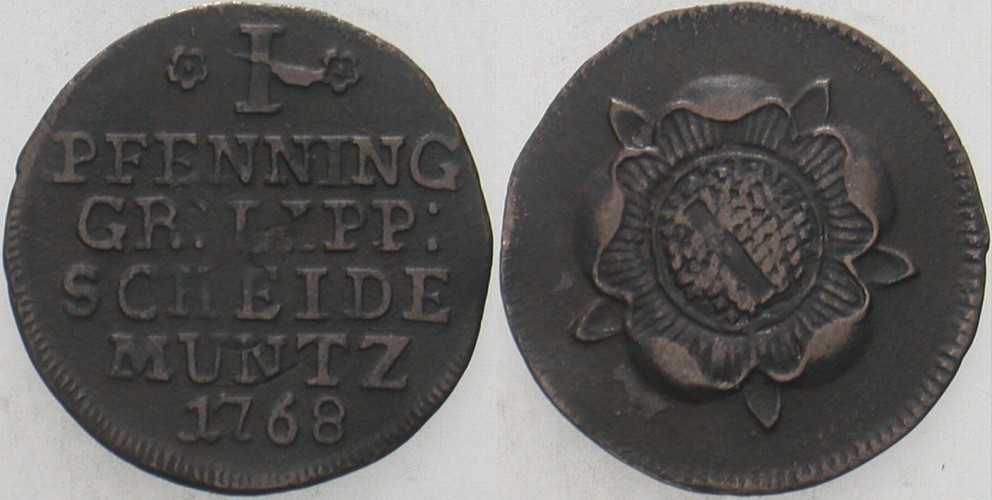 I
PFENNING
GR: LIPP:
SCHEIDE
MUNTZ
1768